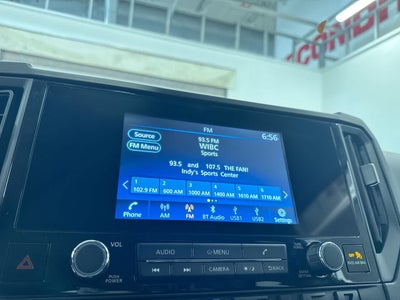 COMBI
FM
6:56
Source
93.5 FM
WIBC
FM Menu
Sports
93.5 and 107.5 THE FAN!
Indy's Sports Center
1 2 3 4 5 6
102.9 FM 600 AM 1000 AM 1400 AM 1610 AM 1710 AM
Phone AM FM BT Audio USB1 USB2 Settings
VOL
AUDIO MENU
PUSH
POWER
CAMERA BACK